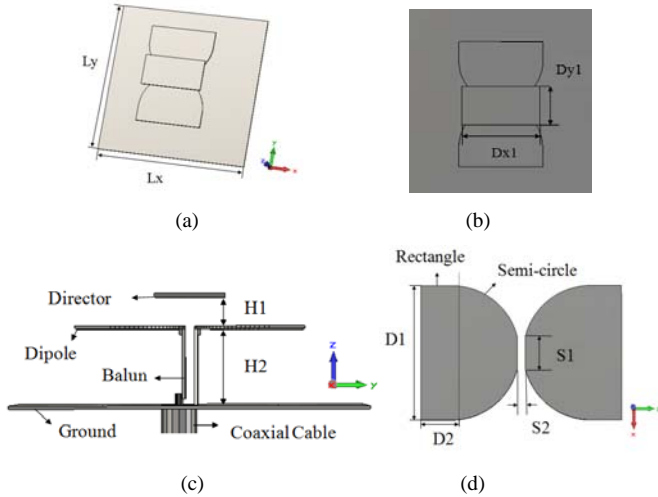 Ly
Lx
(a)
Dy1
Dx1
(b)
Director
H1
Dipole
H2
Balun
Ground
Coaxial Cable
z
y
(c)
Rectangle
Semi-circle
D1
S1
D2
S2
(d)